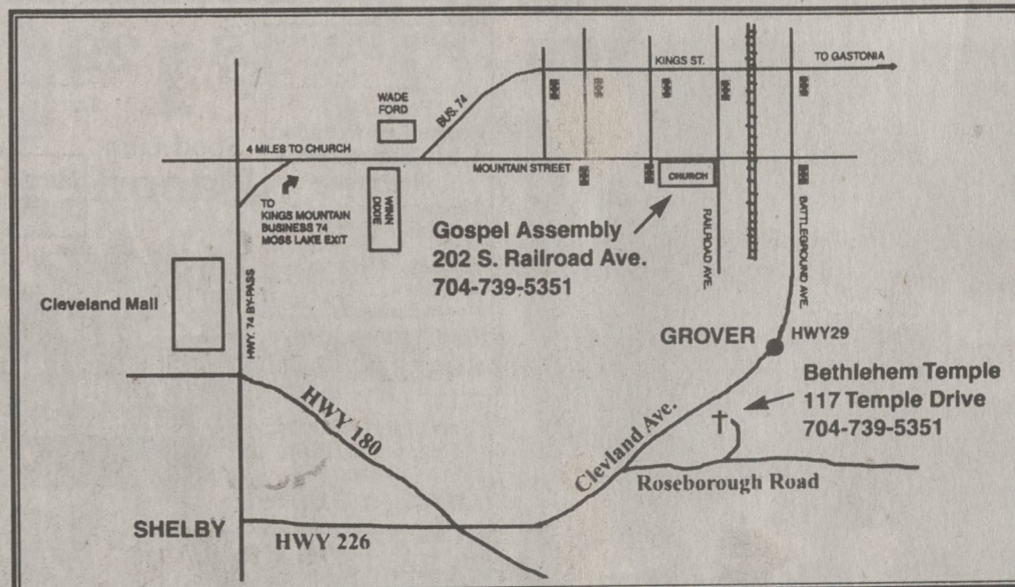 KINGS ST.
TO GASTONIA
WADE
FORD
BUS. 74
4 MILES TO CHURCH
MOUNTAIN STREET
CHURCH
TO
KINGS MOUNTAIN
BUSINESS 74
MOSS LAKE EXIT
WINN
DIXIE
Gospel Assembly
202 S. Railroad Ave.
704-739-5351
RAILROAD AVE.
BATTLEGROUND AVE.
Cleveland Mall
HWY. 74 BY-PASS
GROVER
HWY29
Bethlehem Temple
117 Temple Drive
704-739-5351
HWY 180
Clevland Ave.
Roseborough Road
SHELBY
HWY 226